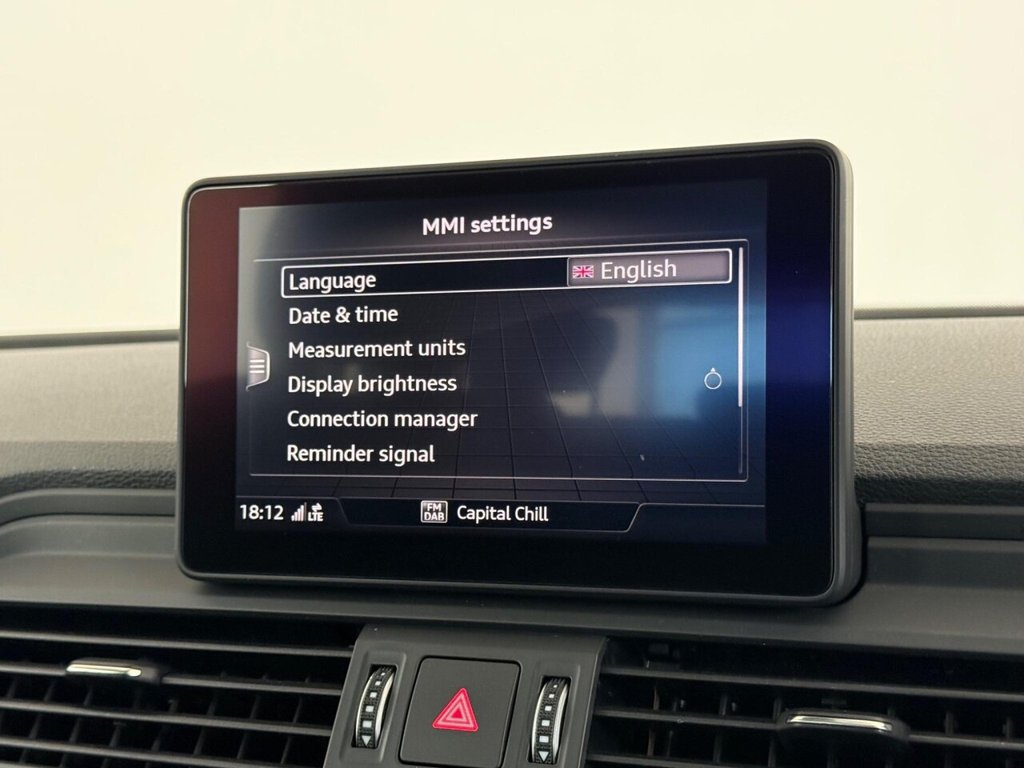 MMI settings
Language English
Date & time
Measurement units
Display brightness
Connection manager
Reminder signal
18:12 LTE FM DAB Capital Chill